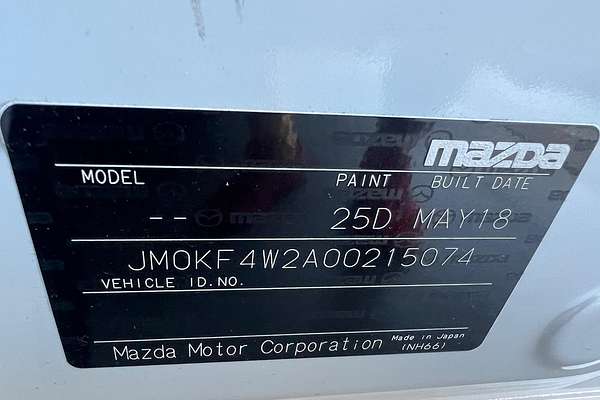 mazda
MODEL PAINT BUILT DATE
-- 25D MAY18
JM0KF4W2A00215074
VEHICLE ID.NO.
Mazda Motor Corporation Made in Japan
(NH66)